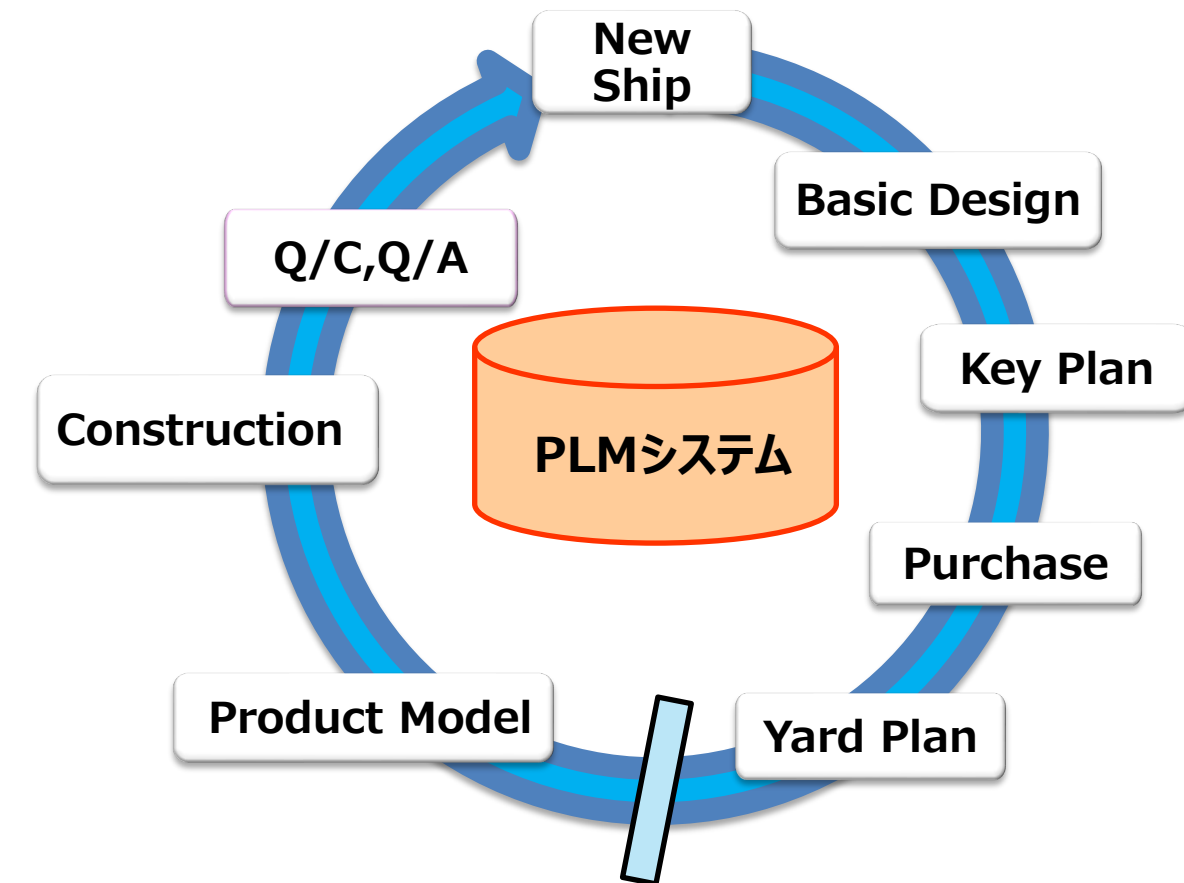 New
Ship
Basic Design
Key Plan
Purchase
Yard Plan
Product Model
Construction
Q/C,Q/A
PLMシステム